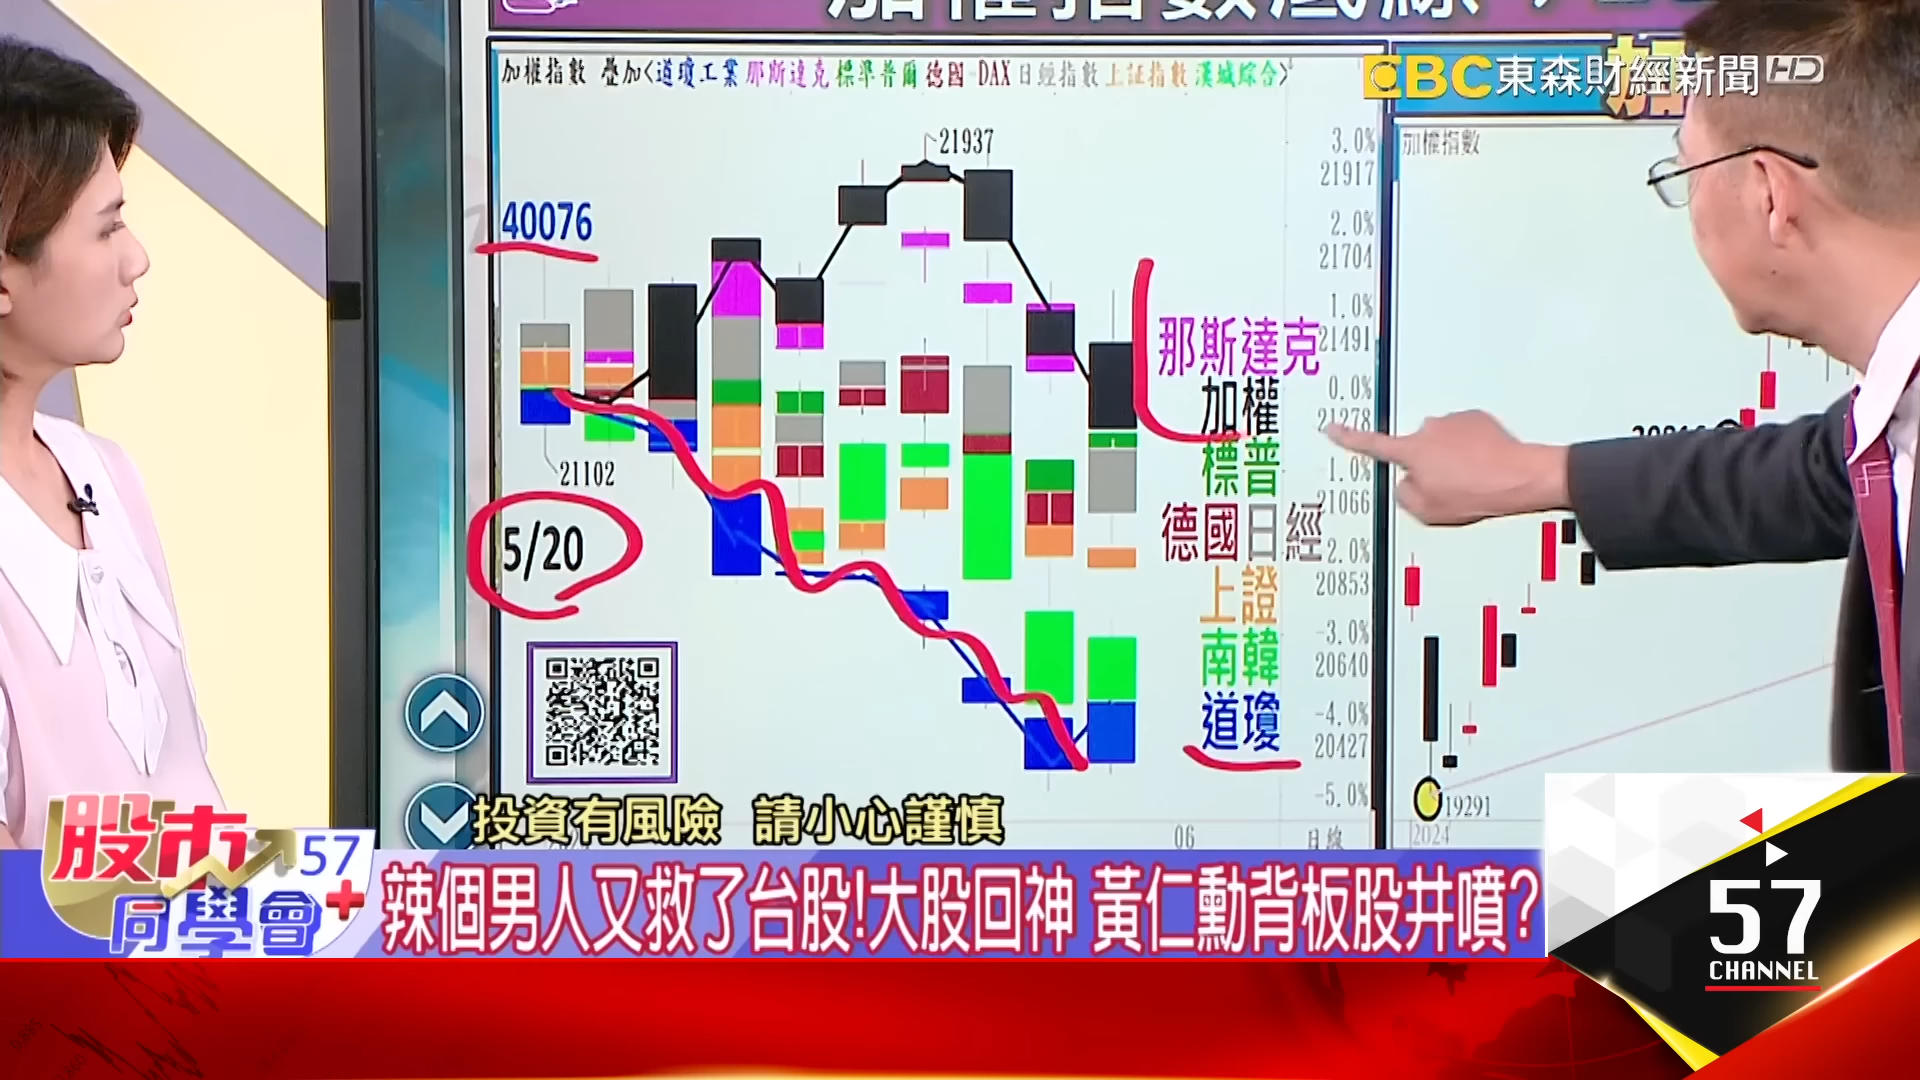 加權指數 疊加<道瓊工業 那斯達克 標準普爾 德國 DAX 日經指數 上証指數 漢城綜合>
EBC 東森財經新聞 HD
加權指數
21937
40076
21102
5/20
3.0%
21917
2.0%
21704
1.0%
21491
0.0%
21278
-1.0%
21066
-2.0%
20853
-3.0%
20640
-4.0%
20427
-5.0%
那斯達克
加權
標普
德國日經
上證
南韓
道瓊
06
日線
19291
2024
投資有風險 請小心謹慎
股市
同學會
57
+
辣個男人又救了台股!大股回神 黃仁勳背板股井噴?
57
CHANNEL